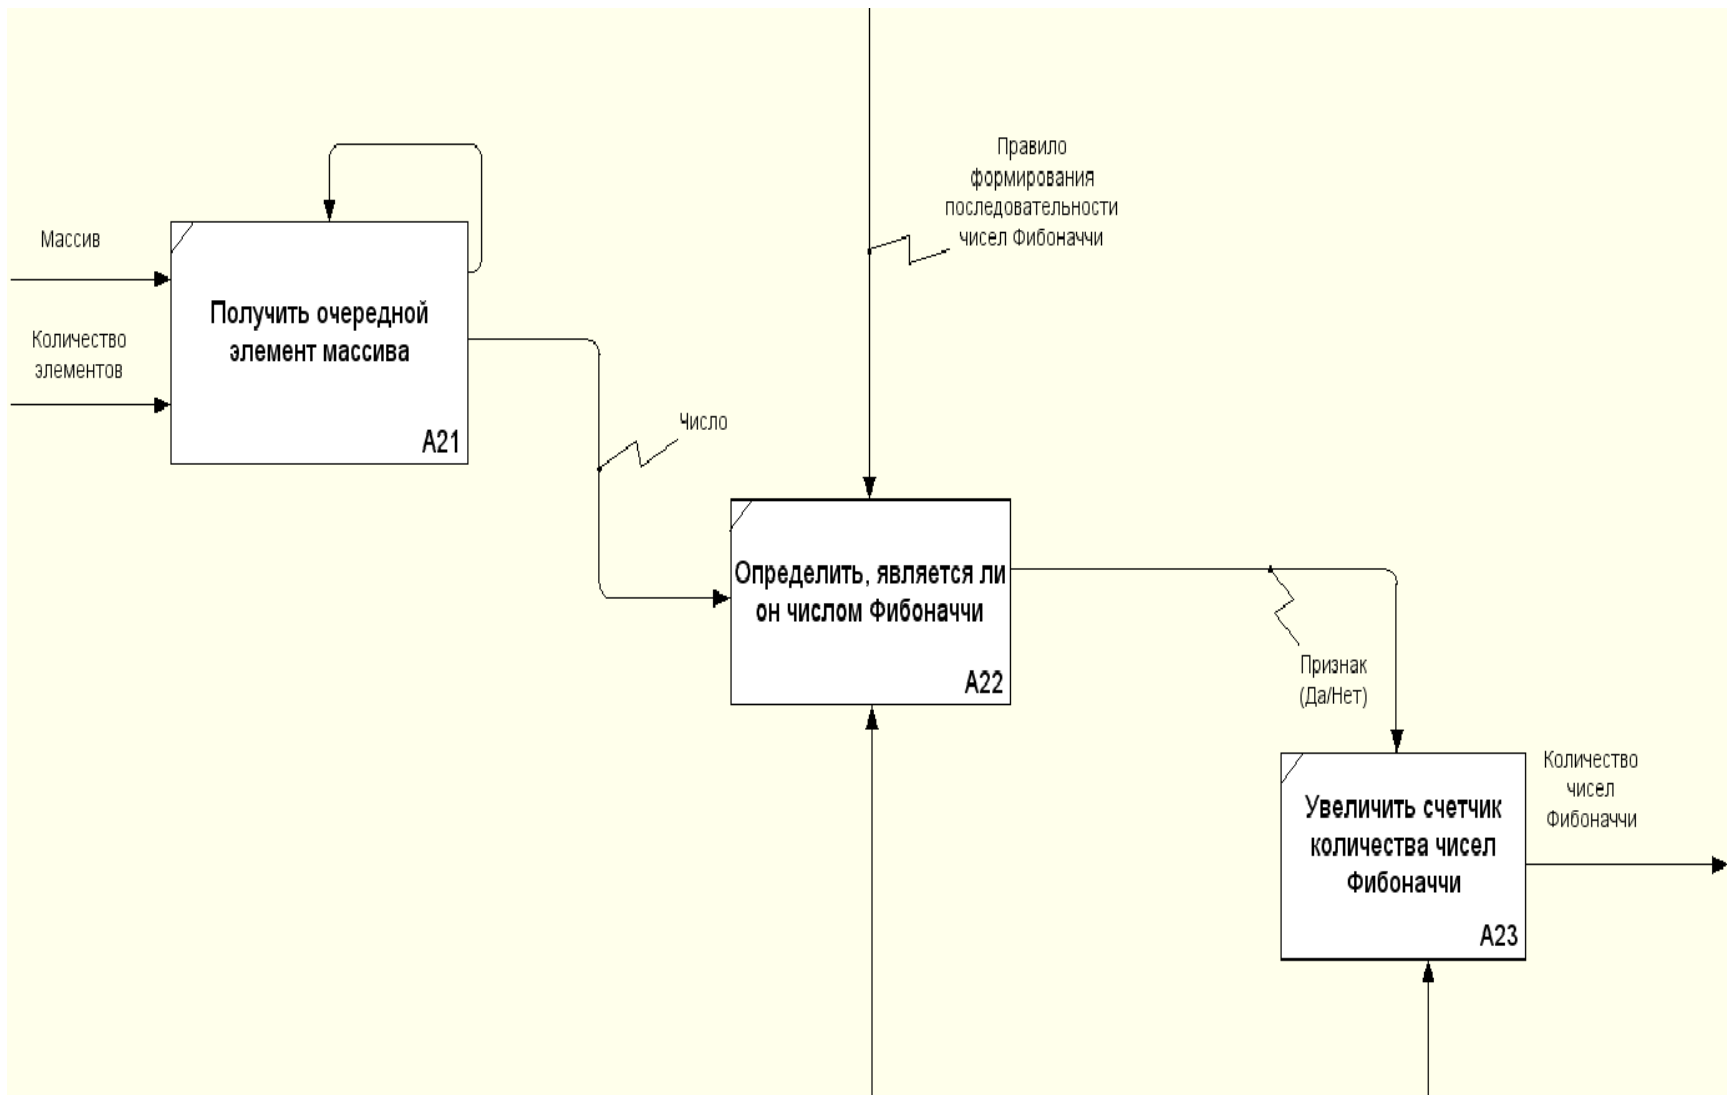 Массив
Количество
элементов
Получить очередной
элемент массива
A21
Число
Правило
формирования
последовательности
чисел Фибоначчи
Определить, является ли
он числом Фибоначчи
A22
Признак
(Да/Нет)
Увеличить счетчик
количества чисел
Фибоначчи
A23
Количество
чисел
Фибоначчи